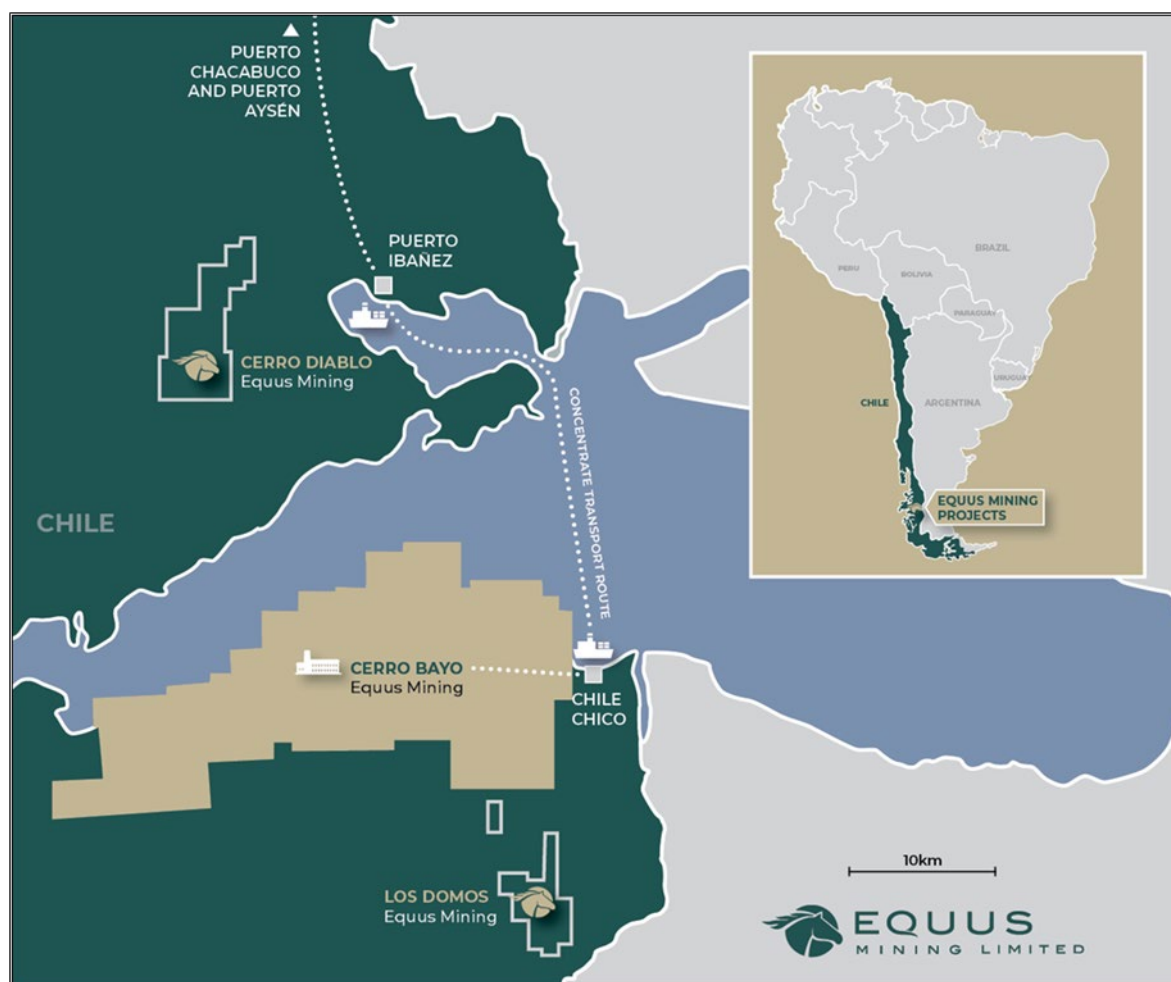 PUERTO
CHACABUCO
AND PUERTO
AYSÉN
PUERTO
IBAÑEZ
CERRO DIABLO
Equus Mining
CONCENTRATE TRANSPORT ROUTE
CHILE
CERRO BAYO
Equus Mining
CHILE
CHICO
LOS DOMOS
Equus Mining
BRAZIL
PERU
BOLIVIA
PARAGUAY
URUGUAY
CHILE
ARGENTINA
EQUUS MINING
PROJECTS
10km
EQUUS
MINING LIMITED